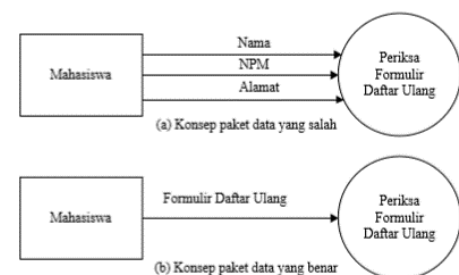 Mahasiswa
Nama
NPM
Alamat
Periksa
Formulir
Daftar Ulang
(a) Konsep paket data yang salah
Mahasiswa
Formulir Daftar Ulang
Periksa
Formulir
Daftar Ulang
(b) Konsep paket data yang benar